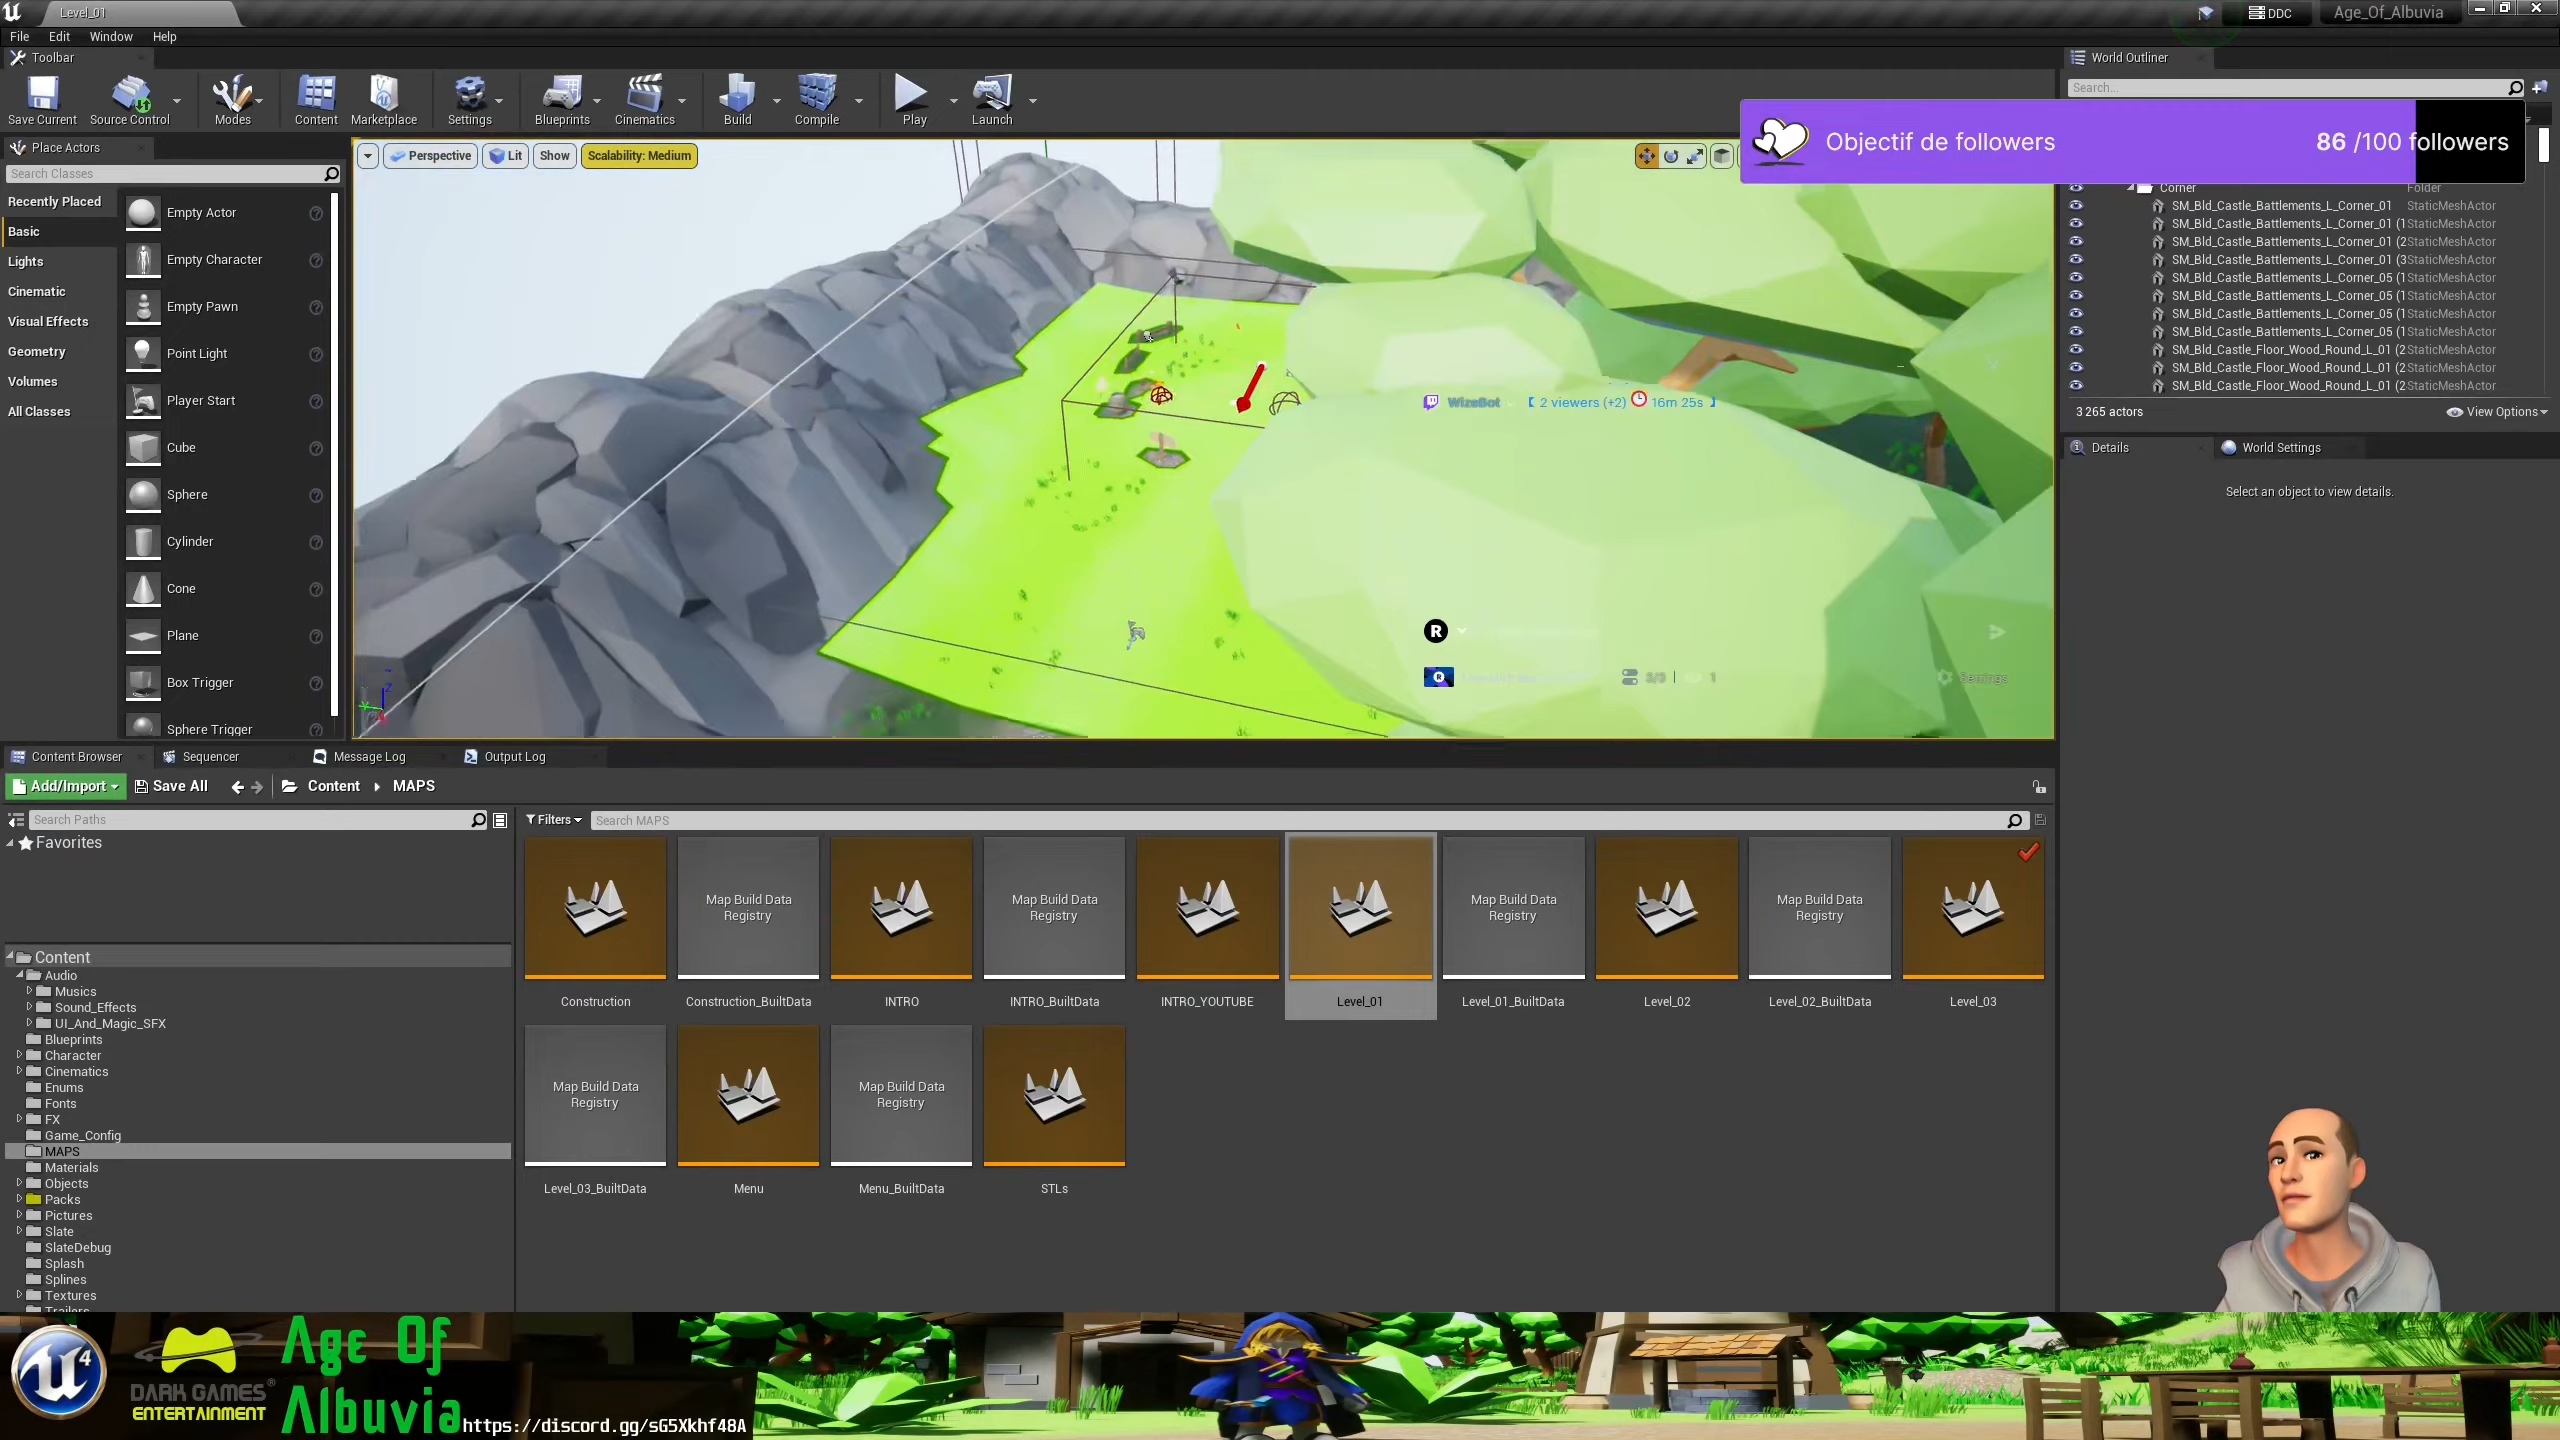 Level_01
DDC
Age_Of_Albuvia
File Edit Window Help
Toolbar
World Outliner
Save Current
Source Control
Modes
Content
Marketplace
Settings
Blueprints
Cinematics
Build
Compile
Play
Launch
Search...
Objectif de followers
86 /100 followers
Place Actors
Search Classes
Recently Placed
Basic
Lights
Cinematic
Visual Effects
Geometry
Volumes
All Classes
Empty Actor
Empty Character
Empty Pawn
Point Light
Player Start
Cube
Sphere
Cylinder
Cone
Plane
Box Trigger
Sphere Trigger
Perspective
Lit
Show
Scalability: Medium
WizeBot 【 2 viewers (+2) 16m 25s 】
R
3/3 | 1
Settings
Corner Folder
SM_Bld_Castle_Battlements_L_Corner_01 StaticMeshActor
SM_Bld_Castle_Battlements_L_Corner_01 (1 StaticMeshActor
SM_Bld_Castle_Battlements_L_Corner_01 (2 StaticMeshActor
SM_Bld_Castle_Battlements_L_Corner_01 (3 StaticMeshActor
SM_Bld_Castle_Battlements_L_Corner_05 (1 StaticMeshActor
SM_Bld_Castle_Battlements_L_Corner_05 (1 StaticMeshActor
SM_Bld_Castle_Battlements_L_Corner_05 (1 StaticMeshActor
SM_Bld_Castle_Battlements_L_Corner_05 (1 StaticMeshActor
SM_Bld_Castle_Floor_Wood_Round_L_01 (2 StaticMeshActor
SM_Bld_Castle_Floor_Wood_Round_L_01 (2 StaticMeshActor
SM_Bld_Castle_Floor_Wood_Round_L_01 (2 StaticMeshActor
3 265 actors
View Options
Details
World Settings
Select an object to view details.
Content Browser
Sequencer
Message Log
Output Log
Add/Import
Save All
Content
MAPS
Search Paths
Filters
Search MAPS
Favorites
Content
Audio
Musics
Sound_Effects
UI_And_Magic_SFX
Blueprints
Character
Cinematics
Enums
Fonts
FX
Game_Config
MAPS
Materials
Objects
Packs
Pictures
Slate
SlateDebug
Splash
Splines
Textures
Trailers
Map Build Data
Registry
Map Build Data
Registry
Map Build Data
Registry
Map Build Data
Registry
Construction
Construction_BuiltData
INTRO
INTRO_BuiltData
INTRO_YOUTUBE
Level_01
Level_01_BuiltData
Level_02
Level_02_BuiltData
Level_03
Map Build Data
Registry
Map Build Data
Registry
Level_03_BuiltData
Menu
Menu_BuiltData
STLs
4
DARK GAMES®
ENTERTAINMENT
Age Of
Albuvia
https://discord.gg/sG5Xkhf48A